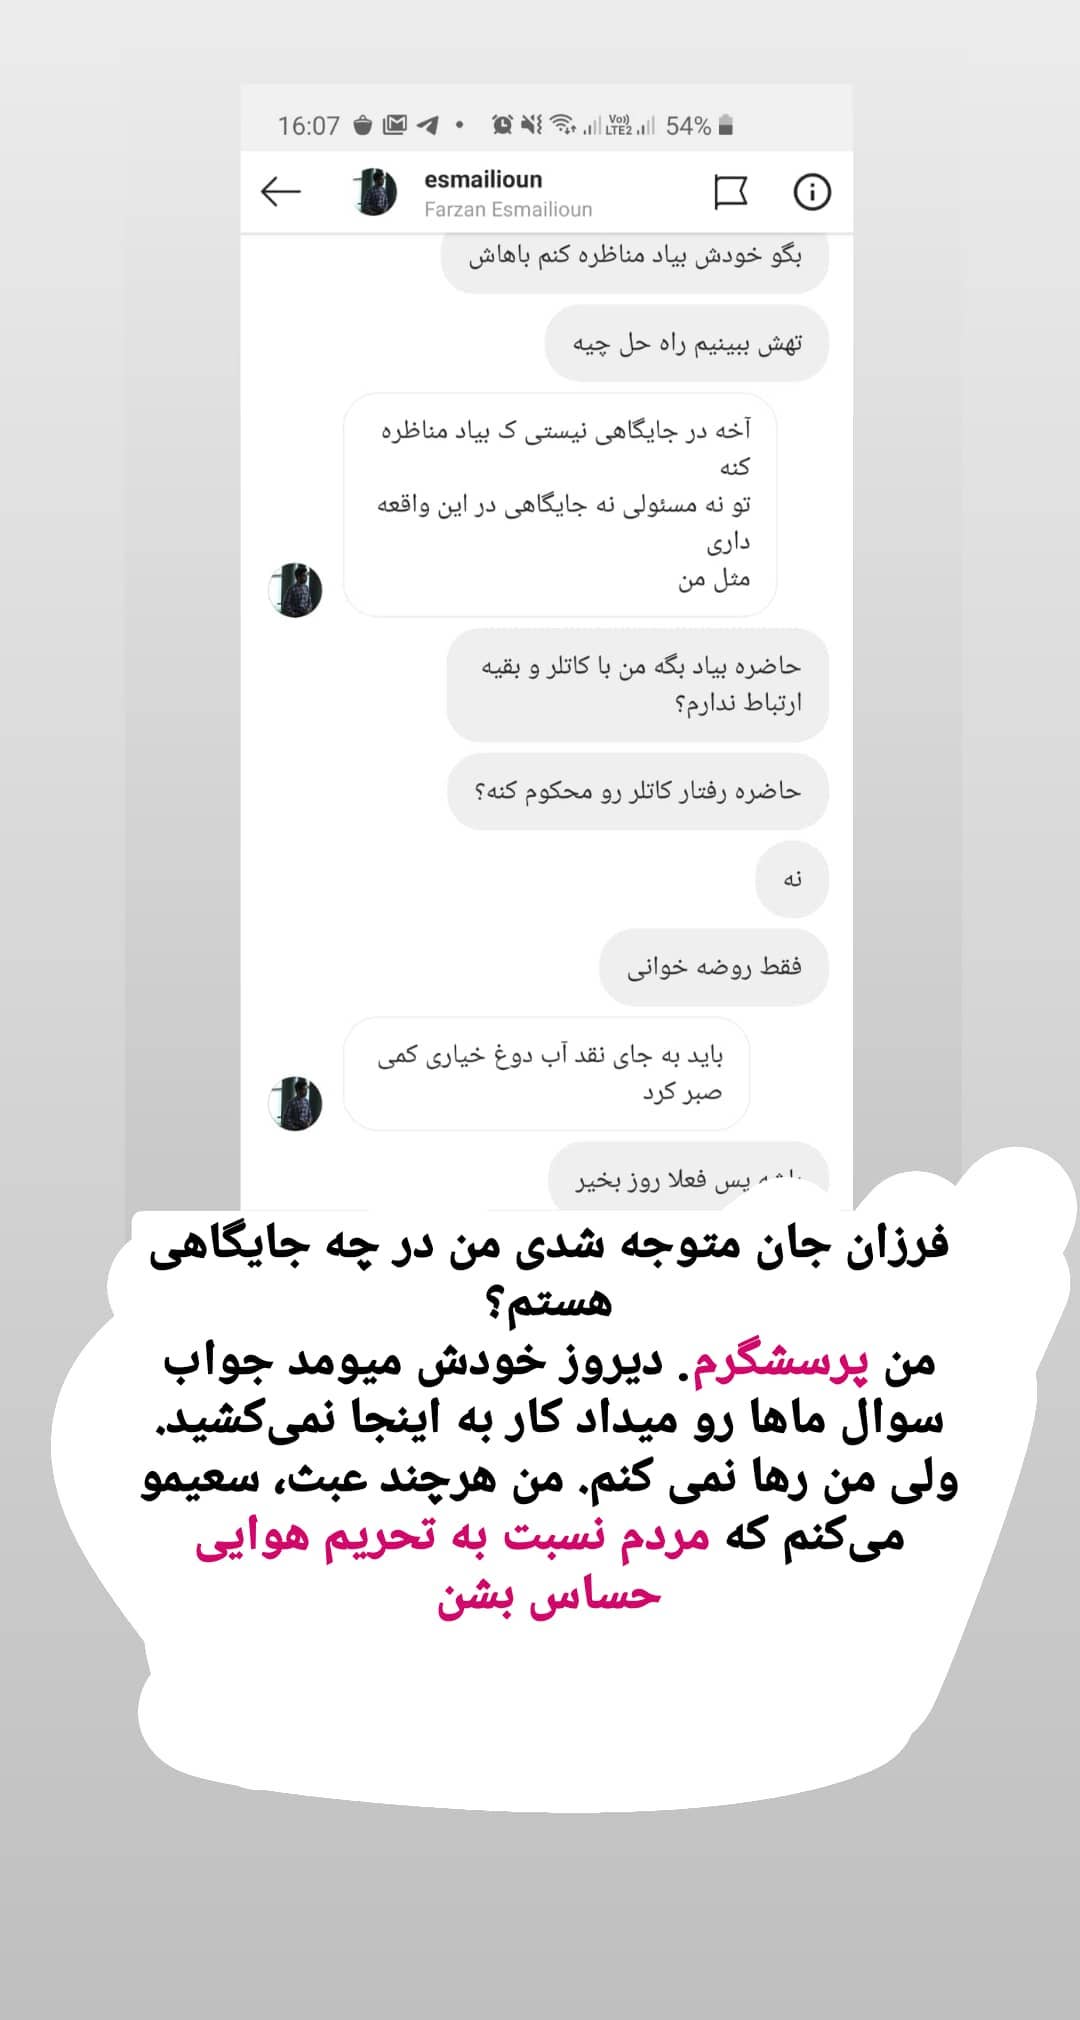 16:07
54%
esmailioun
Farzan Esmailioun
بگو خودش بیاد مناظره کنم باهاش
تهش ببینیم راه حل چیه
آخه در جایگاهی نیستی ک بیاد مناظره
کنه
تو نه مسئولی نه جایگاهی در این واقعه
داری
مثل من
حاضره بیاد بگه من با کاتلر و بقیه
ارتباط ندارم؟
حاضره رفتار کاتلر رو محکوم کنه؟
نه
فقط روضه خوانی
باید به جای نقد آب دوغ خیاری کمی
صبر کرد
پس فعلا روز بخیر
فرزان جان متوجه شدی من در چه جایگاهی
هستم؟
من پرسشگرم. دیروز خودش میومد جواب
سوال ماها رو میداد کار به اینجا نمی‌کشید.
ولی من رها نمی کنم. من هرچند عبث، سعیمو
می‌کنم که مردم نسبت به تحریم هوایی
حساس بشن